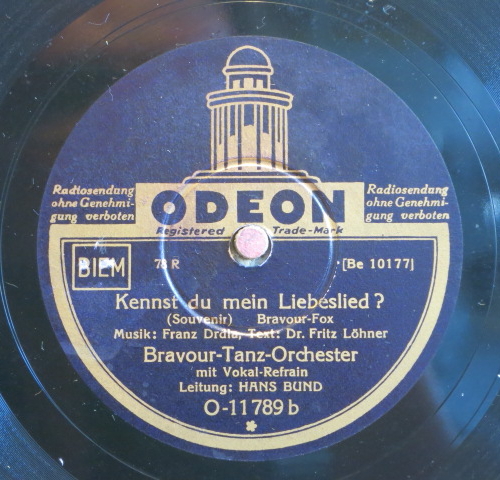 Radiosendung
ohne Genehmi-
gung verboten
ODEON
Registered Trade-Mark
Radiosendung
ohne Genehmi-
gung verboten
BIEM
78 R
[Be 10177]
Kennst du mein Liebeslied?
(Souvenir) Bravour-Fox
Musik: Franz Drdla, Text: Dr. Fritz Löhner
Bravour-Tanz-Orchester
mit Vokal-Refrain
Leitung: HANS BUND
O-11789 b